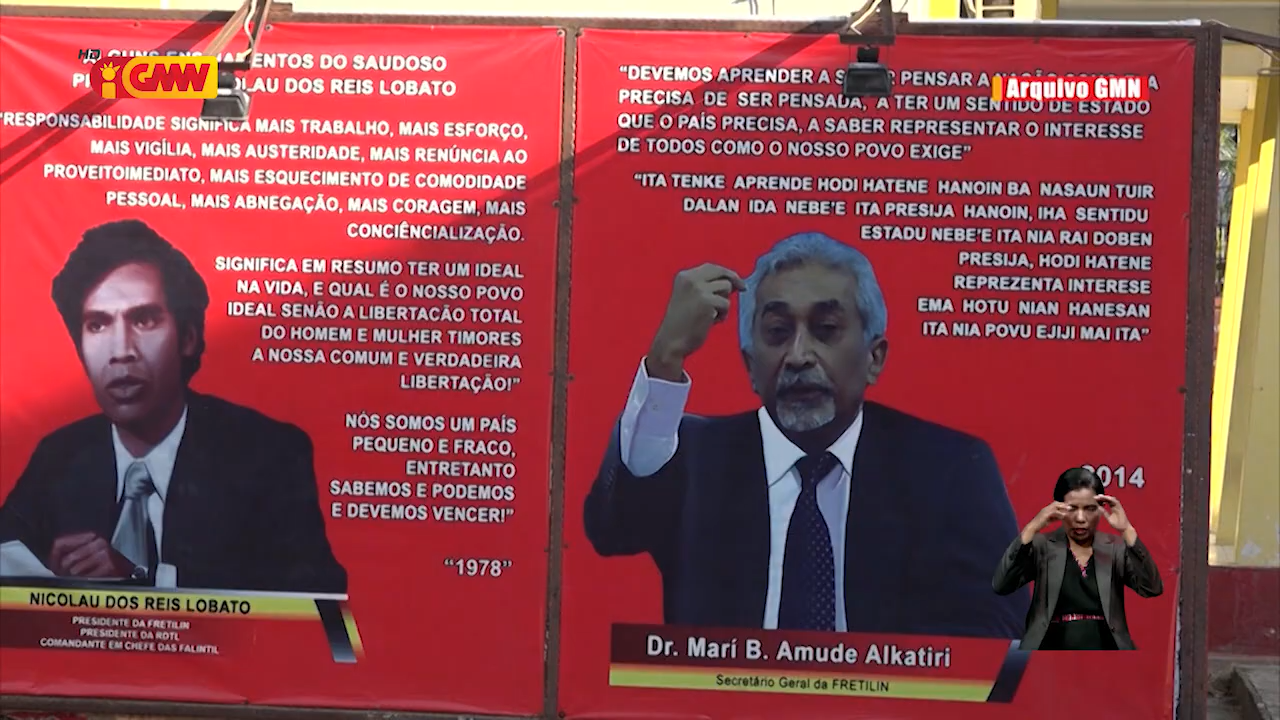 HD
GMN
Arquivo GMN
ENSINAMENTOS DO SAUDOSO
NICOLAU DOS REIS LOBATO
"RESPONSABILIDADE SIGNIFICA MAIS TRABALHO, MAIS ESFORÇO,
MAIS VIGÍLIA, MAIS AUSTERIDADE, MAIS RENÚNCIA AO
PROVEITOIMEDIATO, MAIS ESQUECIMENTO DE COMODIDADE
PESSOAL, MAIS ABNEGAÇÃO, MAIS CORAGEM, MAIS
CONCIÊNCIALIZAÇÃO.
SIGNIFICA EM RESUMO TER UM IDEAL
NA VIDA, E QUAL É O NOSSO POVO
IDEAL SENÃO A LIBERTACÃO TOTAL
DO HOMEM E MULHER TIMORES
A NOSSA COMUM E VERDADEIRA
LIBERTAÇÃO!"
NÓS SOMOS UM PAÍS
PEQUENO E FRACO,
ENTRETANTO
SABEMOS E PODEMOS
E DEVEMOS VENCER!"
"1978"
NICOLAU DOS REIS LOBATO
PRESIDENTE DA FRETILIN
PRESIDENTE DA RDTL
COMANDANTE EM CHEFE DAS FALINTIL
"DEVEMOS APRENDER A PENSAR A
PRECISA DE SER PENSADA, A TER UM SENTIDO DE ESTADO
QUE O PAÍS PRECISA, A SABER REPRESENTAR O INTERESSE
DE TODOS COMO O NOSSO POVO EXIGE"
"ITA TENKE APRENDE HODI HATENE HANOIN BA NASAUN TUIR
DALAN IDA NEBE'E ITA PRESIJA HANOIN, IHA SENTIDU
ESTADU NEBE'E ITA NIA RAI DOBEN
PRESIJA, HODI HATENE
REPREZENTA INTERESE
EMA HOTU NIAN HANESAN
ITA NIA POVU EJIJI MAI ITA"
2014
Dr. Marí B. Amude Alkatiri
Secretário Geral da FRETILIN